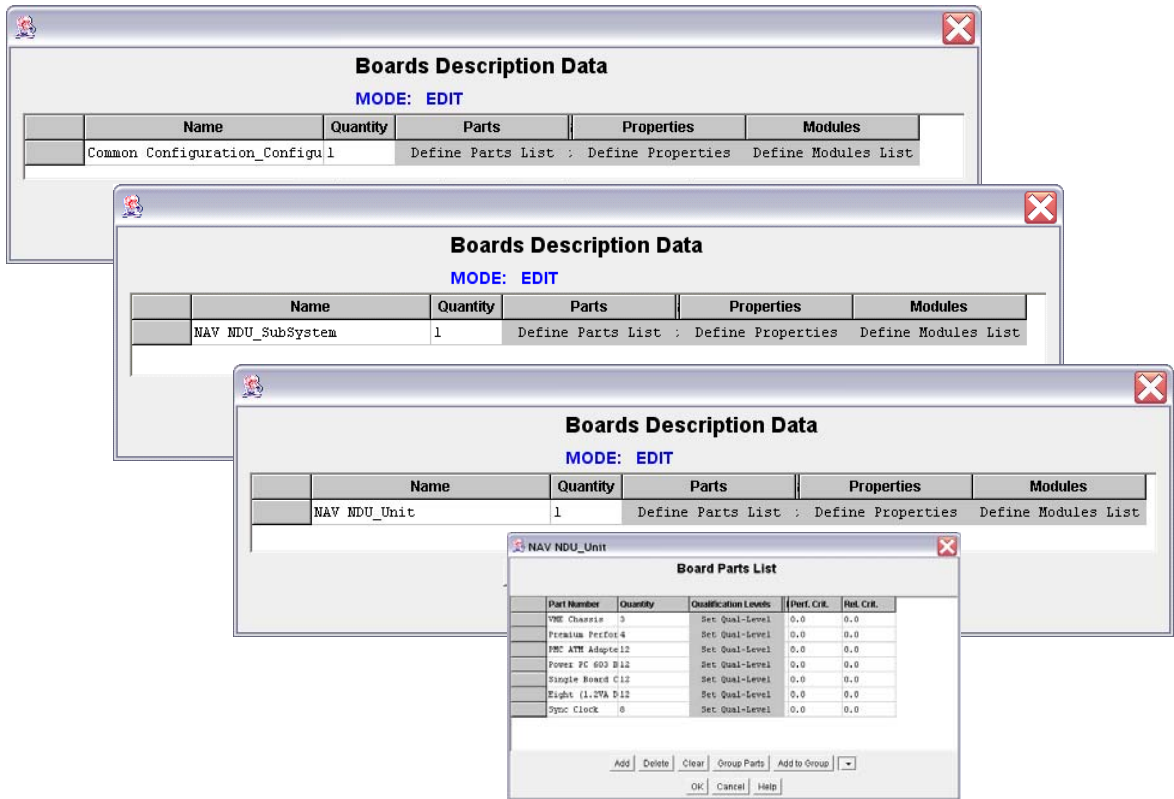 Boards Description Data
MODE: EDIT
Name Quantity Parts Properties Modules
Common Configuration_Configu 1 Define Parts List : Define Properties Define Modules List
Boards Description Data
MODE: EDIT
Name Quantity Parts Properties Modules
NAV NDU_SubSystem 1 Define Parts List : Define Properties Define Modules List
Boards Description Data
MODE: EDIT
Name Quantity Parts Properties Modules
NAV NDU_Unit 1 Define Parts List : Define Properties Define Modules List
NAV NDU_Unit
Board Parts List
Part Number Quantity Qualification Levels Perf. Crit. Rel. Crit.
VME Chassis 3 Set Qual-Level 0.0 0.0
Premium Perfor 4 Set Qual-Level 0.0 0.0
PMC ATM Adapte 12 Set Qual-Level 0.0 0.0
Power PC 603 B 12 Set Qual-Level 0.0 0.0
Single Board C 12 Set Qual-Level 0.0 0.0
Eight (1.2VA D 12 Set Qual-Level 0.0 0.0
Sync Clock Set Qual-Level 0.0 0.0
Add Delete Clear Group Parts Add to Group
OK Cancel Help